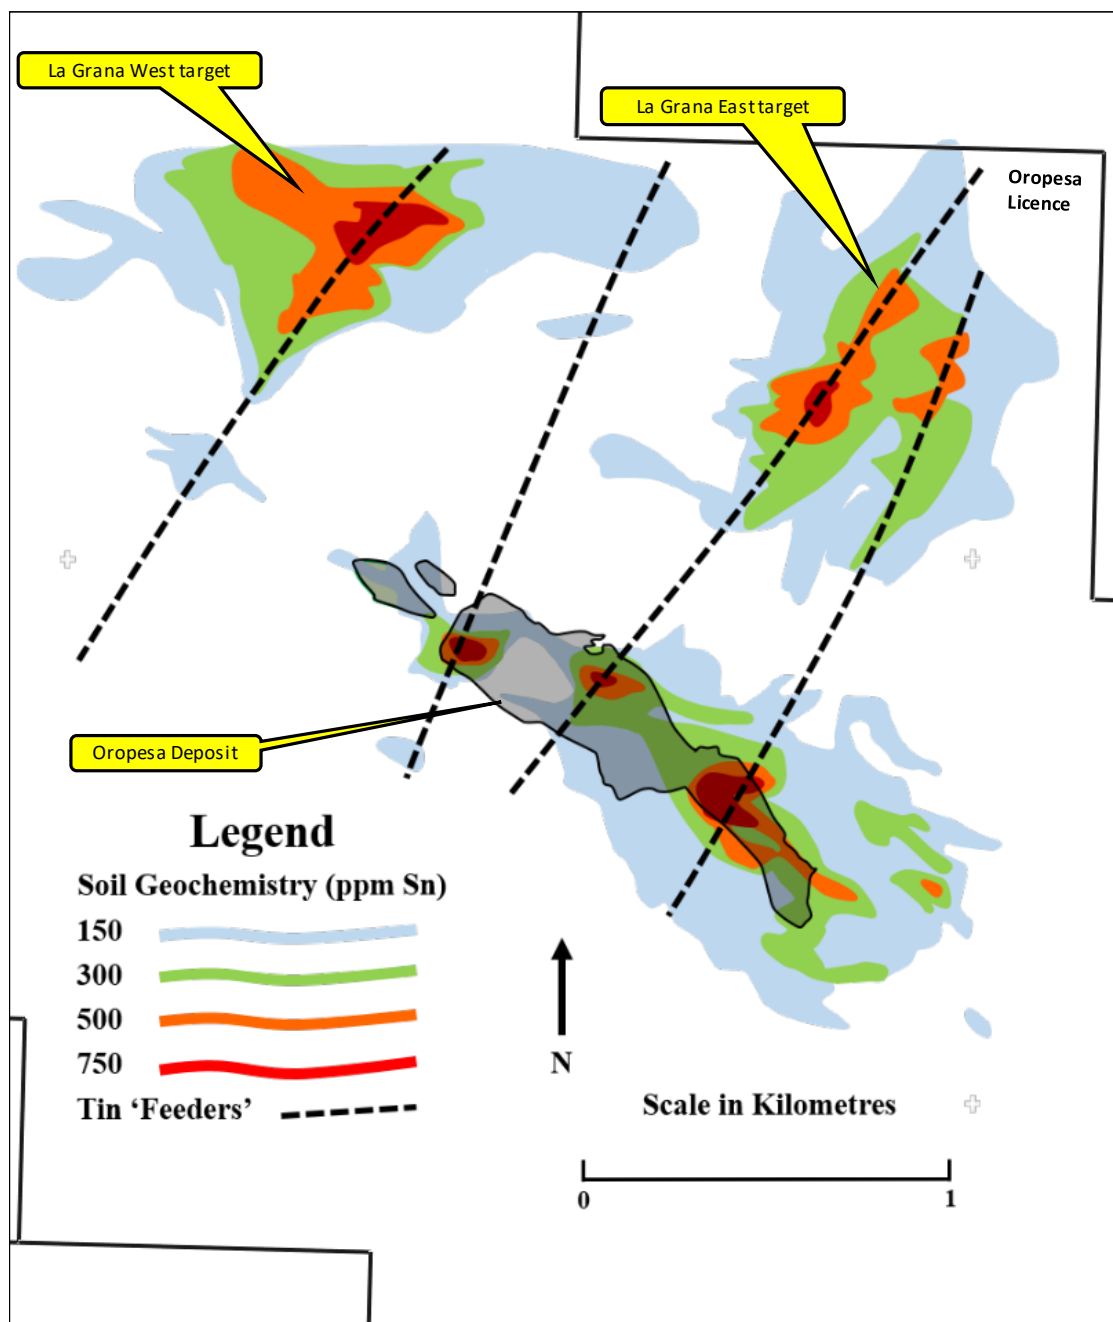 La Grana West target
La Grana East target
Oropesa
Licence
Oropesa Deposit
Legend
Soil Geochemistry (ppm Sn)
150
300
500
750
Tin ‘Feeders’
N
Scale in Kilometres
0 1